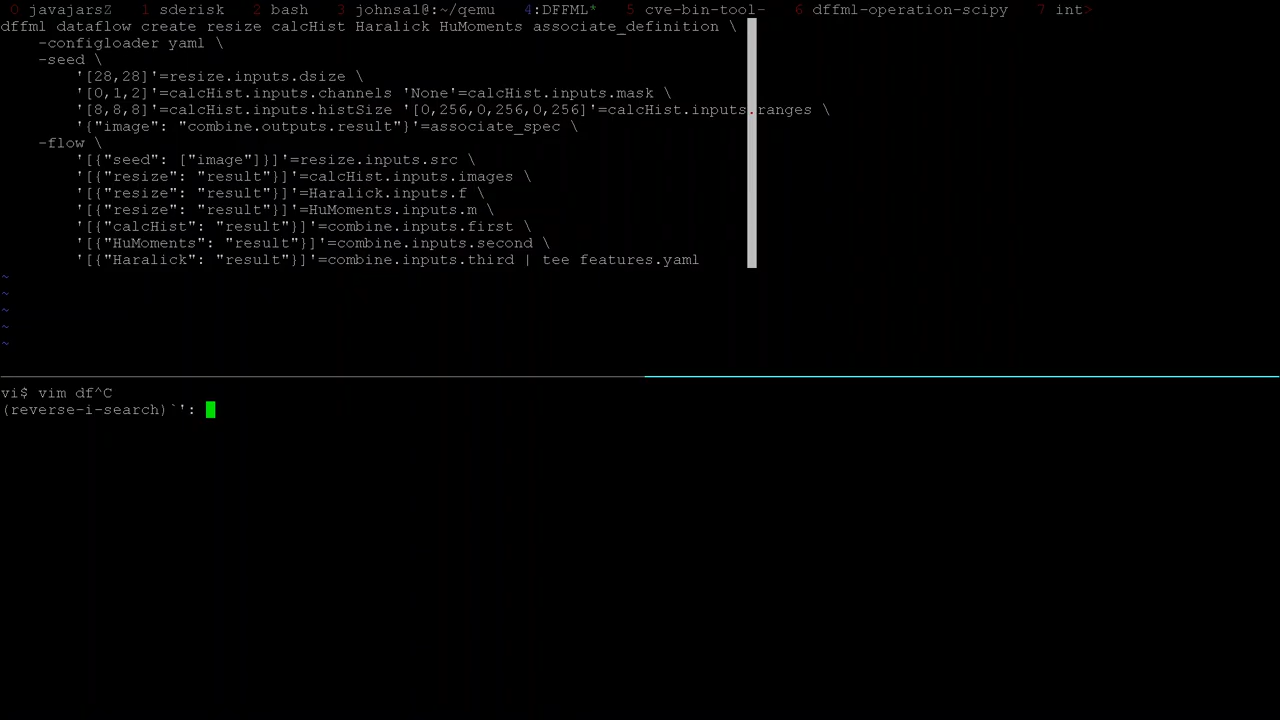 0 javajarsZ 1 sderisk 2 bash 3 johnsa1@:~/qemu 4:DFFML* 5 cve-bin-tool- 6 dffml-operation-scipy 7 int>
dffml dataflow create resize calcHist Haralick HuMoments associate_definition \
-configloader yaml \
-seed \
'[28,28]'=resize.inputs.dsize \
'[0,1,2]'=calcHist.inputs.channels 'None'=calcHist.inputs.mask \
'[8,8,8]'=calcHist.inputs.histSize '[0,256,0,256,0,256]'=calcHist.inputs.ranges \
'{"image": "combine.outputs.result"}'=associate_spec \
-flow \
'[{"seed": ["image"]}]'=resize.inputs.src \
'[{"resize": "result"}]'=calcHist.inputs.images \
'[{"resize": "result"}]'=Haralick.inputs.f \
'[{"resize": "result"}]'=HuMoments.inputs.m \
'[{"calcHist": "result"}]'=combine.inputs.first \
'[{"HuMoments": "result"}]'=combine.inputs.second \
'[{"Haralick": "result"}]'=combine.inputs.third | tee features.yaml
~
~
~
~
~
vi$ vim df^C
(reverse-i-search)`':